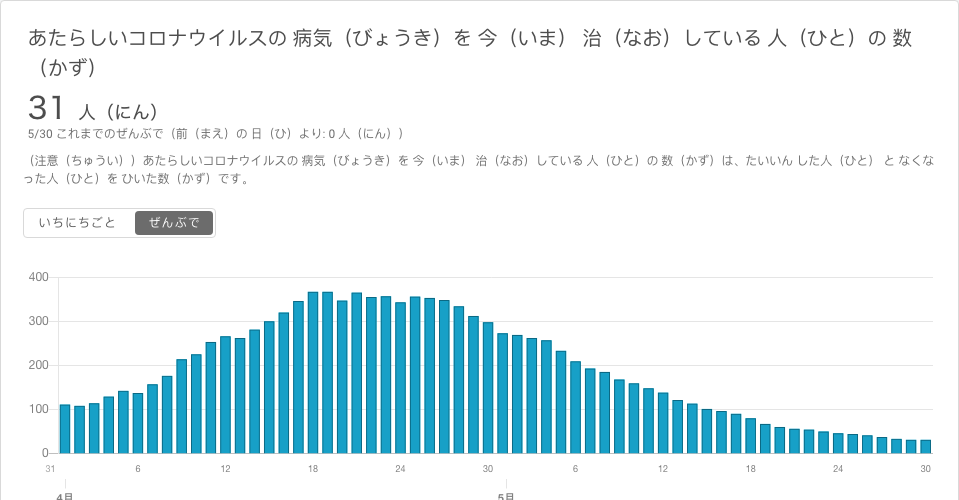 あたらしいコロナウイルスの 病気（びょうき）を 今（いま） 治（なお）している 人（ひと）の 数
（かず）
31 人（にん）
5/30 これまでのぜんぶで（前（まえ）の 日（ひ）より: 0 人（にん））
（注意（ちゅうい））あたらしいコロナウイルスの 病気（びょうき）を 今（いま） 治（なお）している 人（ひと）の 数（かず）は、たいいん した人（ひと） と なくな
った人（ひと）を ひいた数（かず）です。
いちにちごと ぜんぶで
400
300
200
100
0
31 6 12 18 24 30 6 12 18 24 30
4月 5月